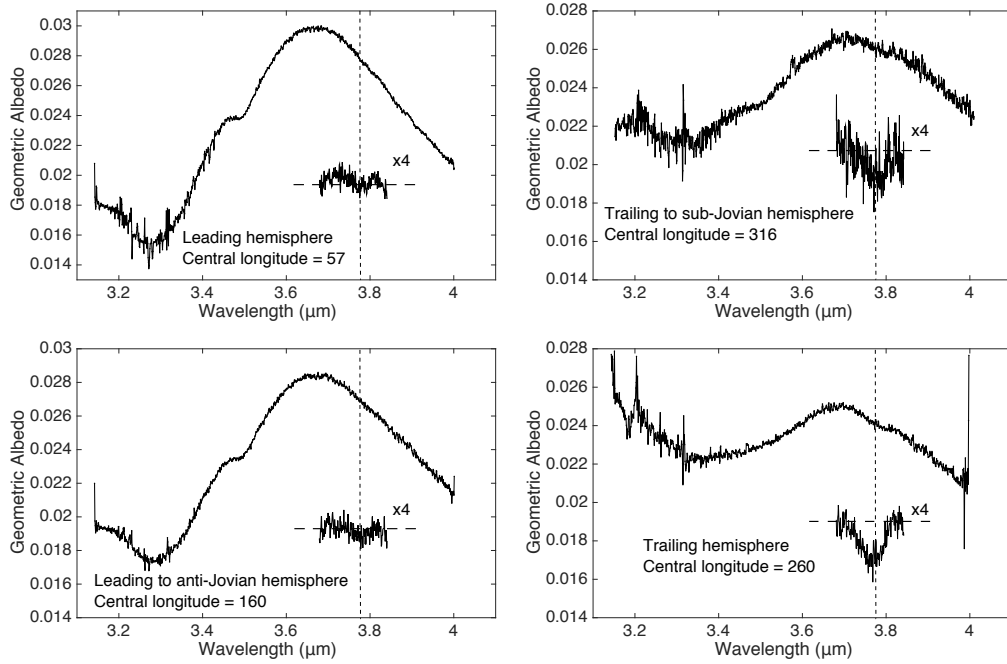 0.03
0.028
0.026
0.024
0.022
0.02
0.018
0.016
0.014
Geometric Albedo
x4
Leading hemisphere
Central longitude = 57
3.2
3.4
3.6
3.8
4
Wavelength (µm)
0.028
0.026
0.024
0.022
0.02
0.018
0.016
0.014
Geometric Albedo
x4
Trailing to sub-Jovian hemisphere
Central longitude = 316
3.2
3.4
3.6
3.8
4
Wavelength (µm)
0.03
0.028
0.026
0.024
0.022
0.02
0.018
0.016
0.014
Geometric Albedo
x4
Leading to anti-Jovian hemisphere
Central longitude = 160
3.2
3.4
3.6
3.8
4
Wavelength (µm)
0.028
0.026
0.024
0.022
0.02
0.018
0.016
0.014
Geometric Albedo
x4
Trailing hemisphere
Central longitude = 260
3.2
3.4
3.6
3.8
4
Wavelength (µm)